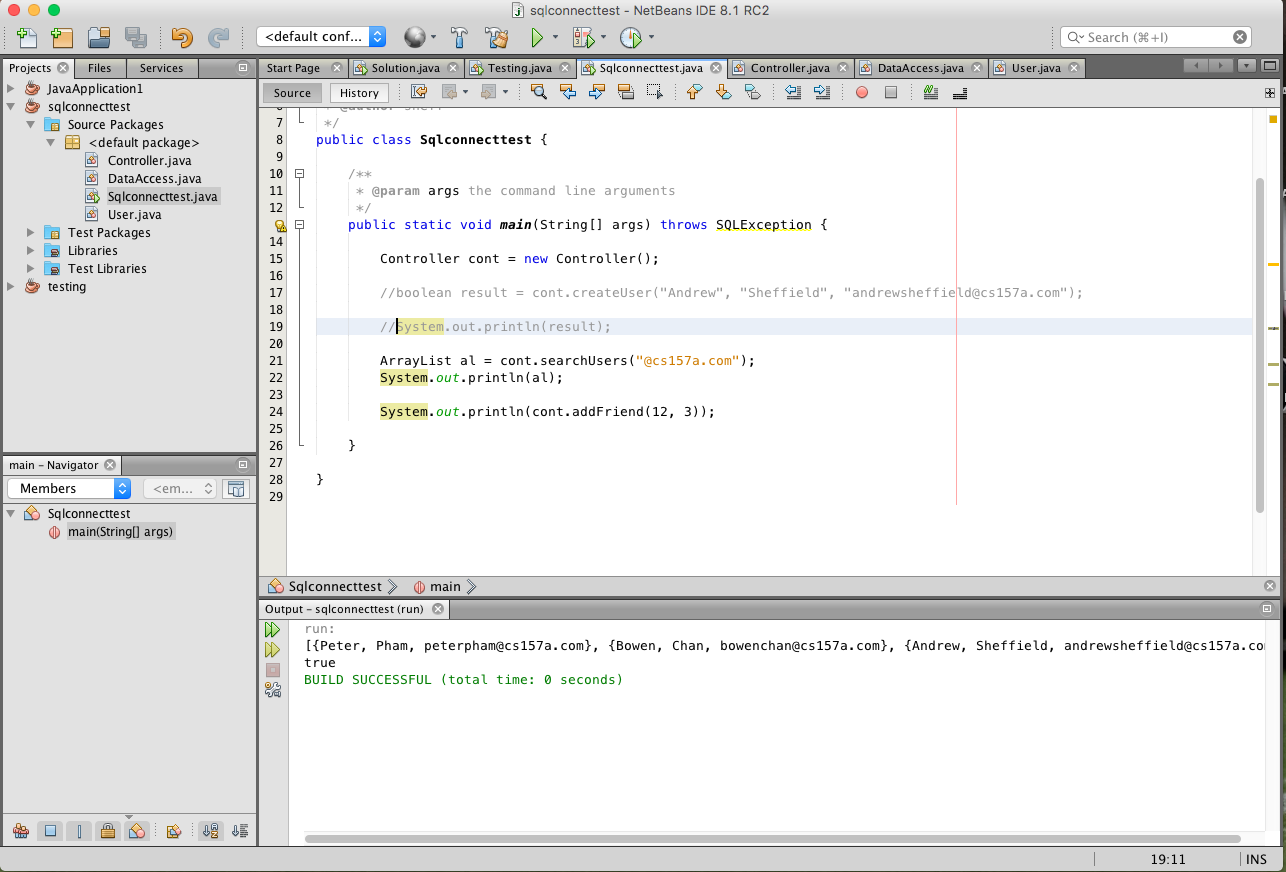 sqlconnecttest - NetBeans IDE 8.1 RC2
<default conf...
Search (⌘+I)
Projects
Files
Services
JavaApplication1
sqlconnecttest
Source Packages
<default package>
Controller.java
DataAccess.java
Sqlconnecttest.java
User.java
Test Packages
Libraries
Test Libraries
testing
main – Navigator
Members
<em...
Sqlconnecttest
main(String[] args)
Start Page
Solution.java
Testing.java
Sqlconnecttest.java
Controller.java
DataAccess.java
User.java
Source
History
7 */
8 public class Sqlconnecttest {
9
10 /**
11 * @param args the command line arguments
12 */
public static void main(String[] args) throws SQLException {
14
15 Controller cont = new Controller();
16
17 //boolean result = cont.createUser("Andrew", "Sheffield", "andrewsheffield@cs157a.com");
18
19 //System.out.println(result);
20
21 ArrayList al = cont.searchUsers("@cs157a.com");
22 System.out.println(al);
23
24 System.out.println(cont.addFriend(12, 3));
25
26 }
27
28 }
29
Sqlconnecttest
main
Output – sqlconnecttest (run)
run:
[{Peter, Pham, peterpham@cs157a.com}, {Bowen, Chan, bowenchan@cs157a.com}, {Andrew, Sheffield, andrewsheffield@cs157a.co
true
BUILD SUCCESSFUL (total time: 0 seconds)
19:11
INS